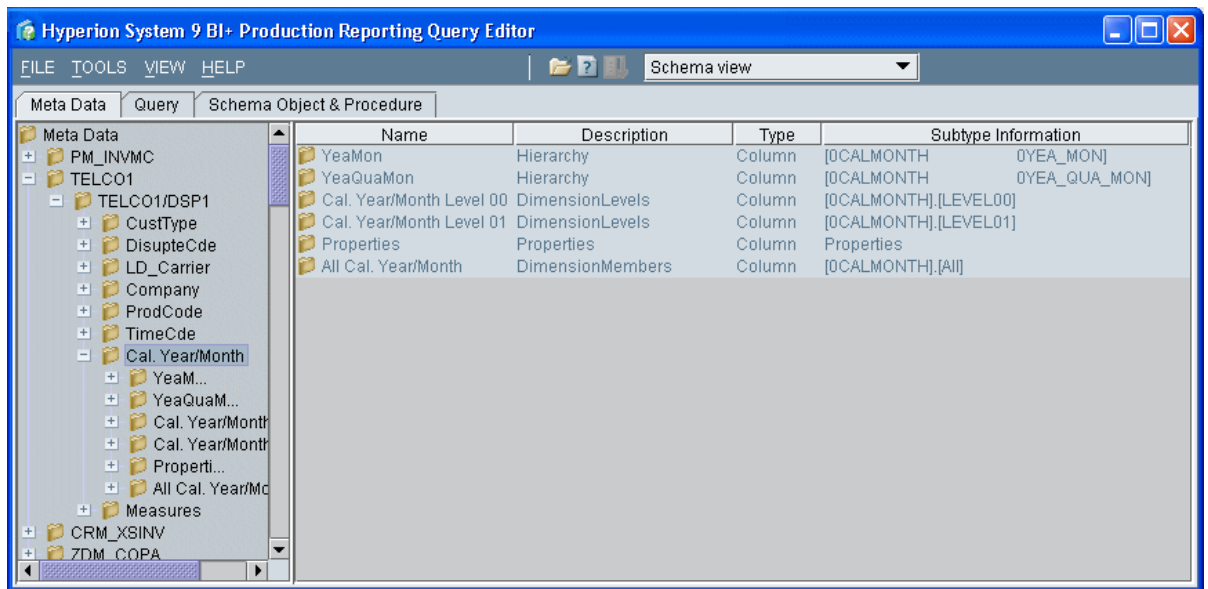 Hyperion System 9 BI+ Production Reporting Query Editor
FILE TOOLS VIEW HELP
Schema view
Meta Data Query Schema Object & Procedure
Meta Data
PM_INVMC
TELCO1
TELCO1/DSP1
CustType
DisupteCde
LD_Carrier
Company
ProdCode
TimeCde
Cal. Year/Month
YeaM...
YeaQuaM...
Cal. Year/Month
Cal. Year/Month
Properti...
All Cal. Year/Mo
Measures
CRM_XSINV
ZDM_COPA
Name Description Type Subtype Information
YeaMon Hierarchy Column [0CALMONTH 0YEA_MON]
YeaQuaMon Hierarchy Column [0CALMONTH 0YEA_QUA_MON]
Cal. Year/Month Level 00 DimensionLevels Column [0CALMONTH].[LEVEL00]
Cal. Year/Month Level 01 DimensionLevels Column [0CALMONTH].[LEVEL01]
Properties Properties Column Properties
All Cal. Year/Month DimensionMembers Column [0CALMONTH].[All]